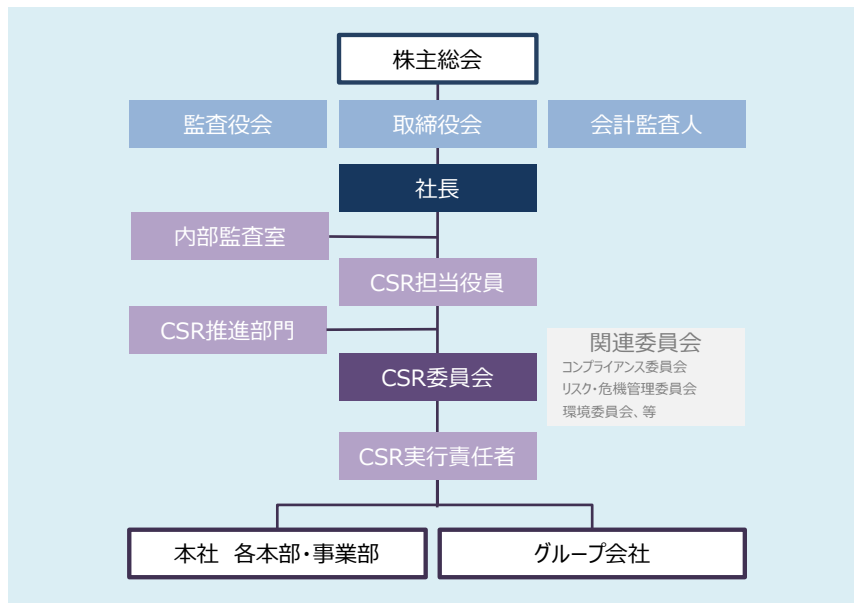 株主総会
監査役会
取締役会
会計監査人
社長
内部監査室
CSR担当役員
CSR推進部門
関連委員会
コンプライアンス委員会
リスク・危機管理委員会
環境委員会、等
CSR委員会
CSR実行責任者
本社 各本部・事業部
グループ会社